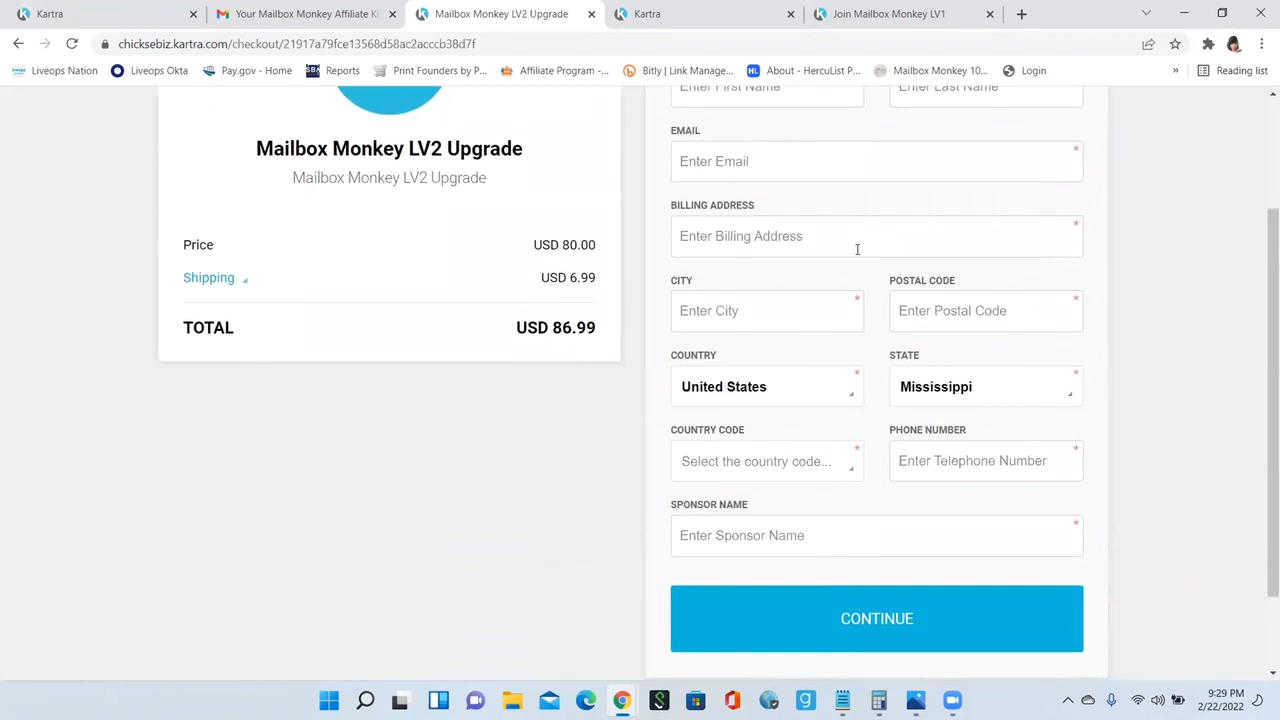 Kartra
Your Mailbox Monkey Affiliate Ki
Mailbox Monkey LV2 Upgrade
Kartra
Join Mailbox Monkey LV1
chicksebiz.kartra.com/checkout/21917a79fce13568d58ac2acccb38d7f
Liveops Nation
Liveops Okta
Pay.gov - Home
SBA
Reports
Print Founders by P...
Affiliate Program -...
Bitly | Link Manage...
HL
About - HercuList P...
Mailbox Monkey 10...
Login
»
Reading list
Enter First Name
Enter Last Name
Mailbox Monkey LV2 Upgrade
Mailbox Monkey LV2 Upgrade
Price USD 80.00
Shipping USD 6.99
TOTAL USD 86.99
EMAIL
Enter Email *
BILLING ADDRESS
Enter Billing Address *
CITY POSTAL CODE
Enter City * Enter Postal Code *
COUNTRY STATE
United States * Mississippi *
COUNTRY CODE PHONE NUMBER
Select the country code... * Enter Telephone Number *
SPONSOR NAME
Enter Sponsor Name *
CONTINUE
9:29 PM
2/22/2022